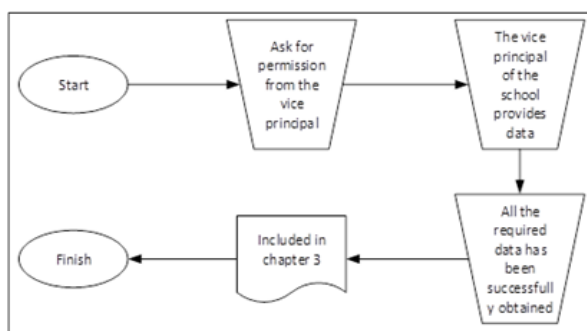 Start
Ask for
permission
from the
vice
principal
The vice
principal
of the
school
provides
data
All the
required
data has
been
successfull
y obtained
Included in
chapter 3
Finish